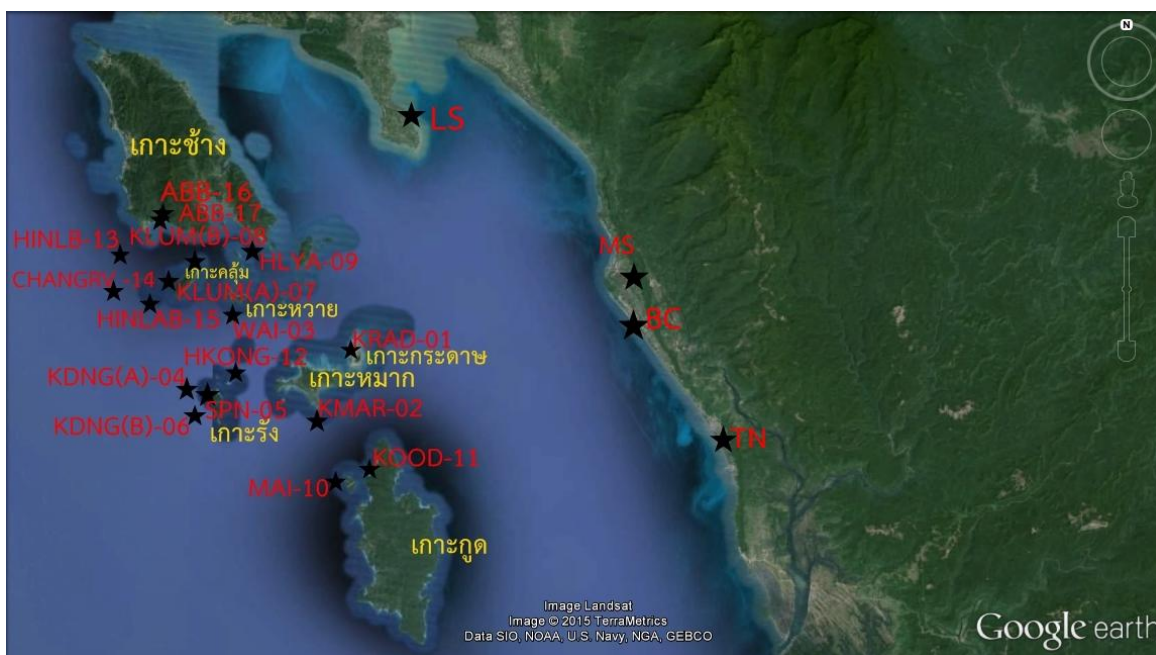 N
LS
เกาะช้าง
ABB-16
ABB-17
KLUM(B)-08
HINLB-13
HLYA-09
MS
เกาะคลุ้ม
CHANGRV.-14
KLUM(A)-07
เกาะหวาย
HINLAB-15
WAI-03
BC
KRAD-01
HKONG-12
เกาะกระดาษ
KDNG(A)-04
เกาะหมาก
SPN-05
KMAR-02
KDNG(B)-06
เกาะรัง
TN
KOOD-11
MAI-10
เกาะกูด
Image Landsat
Image © 2015 TerraMetrics
Data SIO, NOAA, U.S. Navy, NGA, GEBCO
Google earth